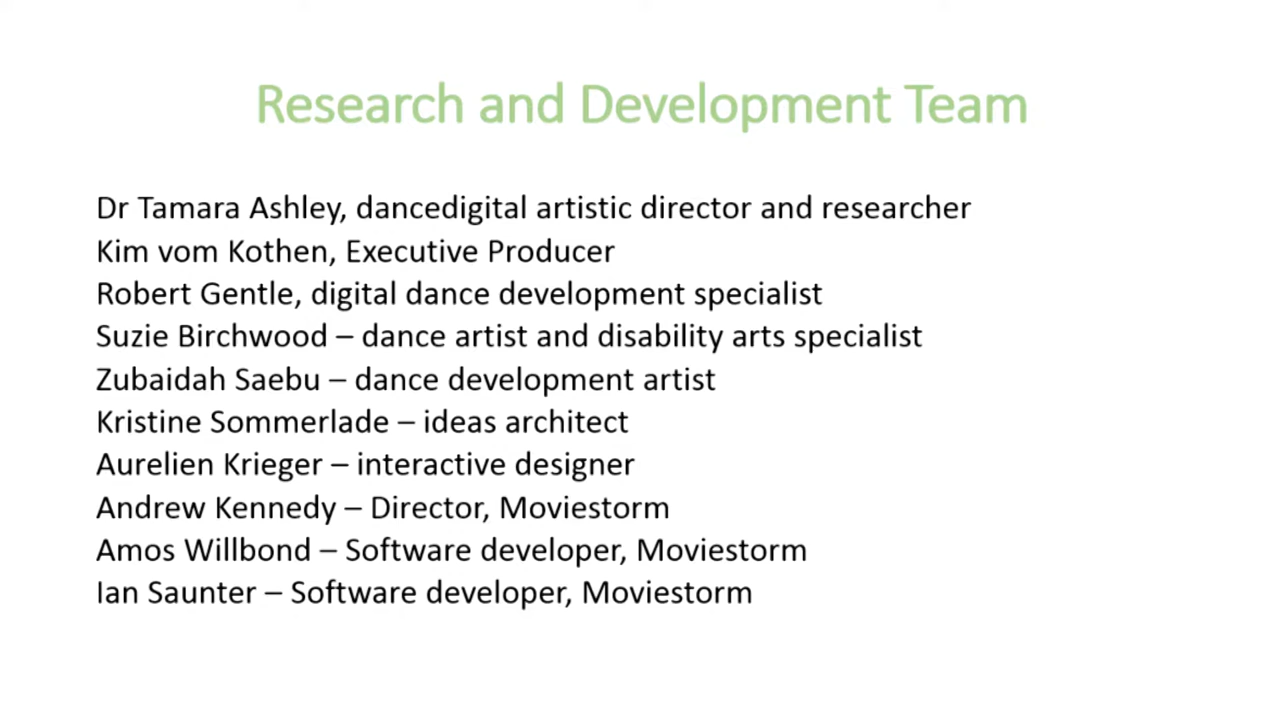 Research and Development Team
Dr Tamara Ashley, dancedigital artistic director and researcher
Kim vom Kothen, Executive Producer
Robert Gentle, digital dance development specialist
Suzie Birchwood – dance artist and disability arts specialist
Zubaidah Saebu – dance development artist
Kristine Sommerlade – ideas architect
Aurelien Krieger – interactive designer
Andrew Kennedy – Director, Moviestorm
Amos Willbond – Software developer, Moviestorm
Ian Saunter – Software developer, Moviestorm